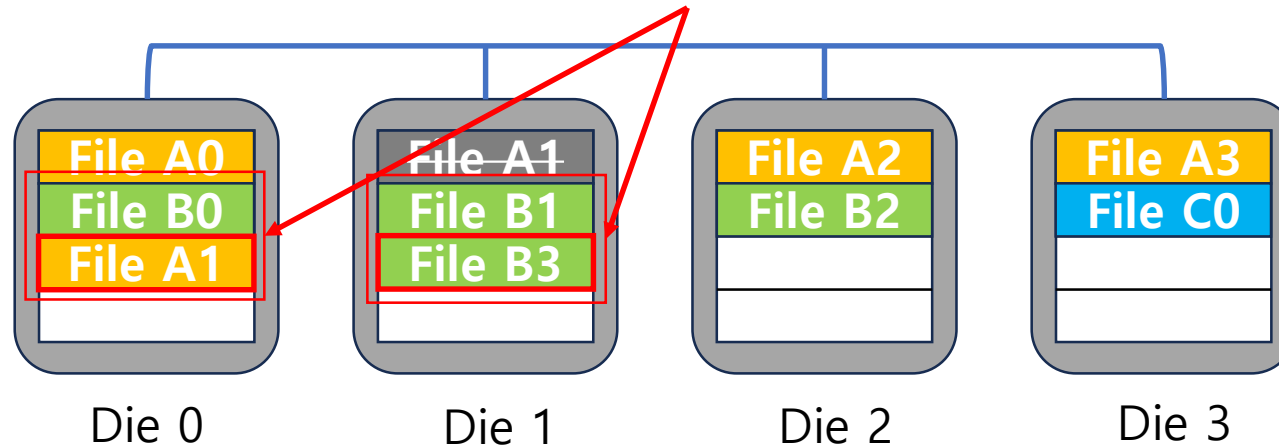 File A0
File B0
File A1
Die 0
File A1
File B1
File B3
Die 1
File A2
File B2
Die 2
File A3
File C0
Die 3